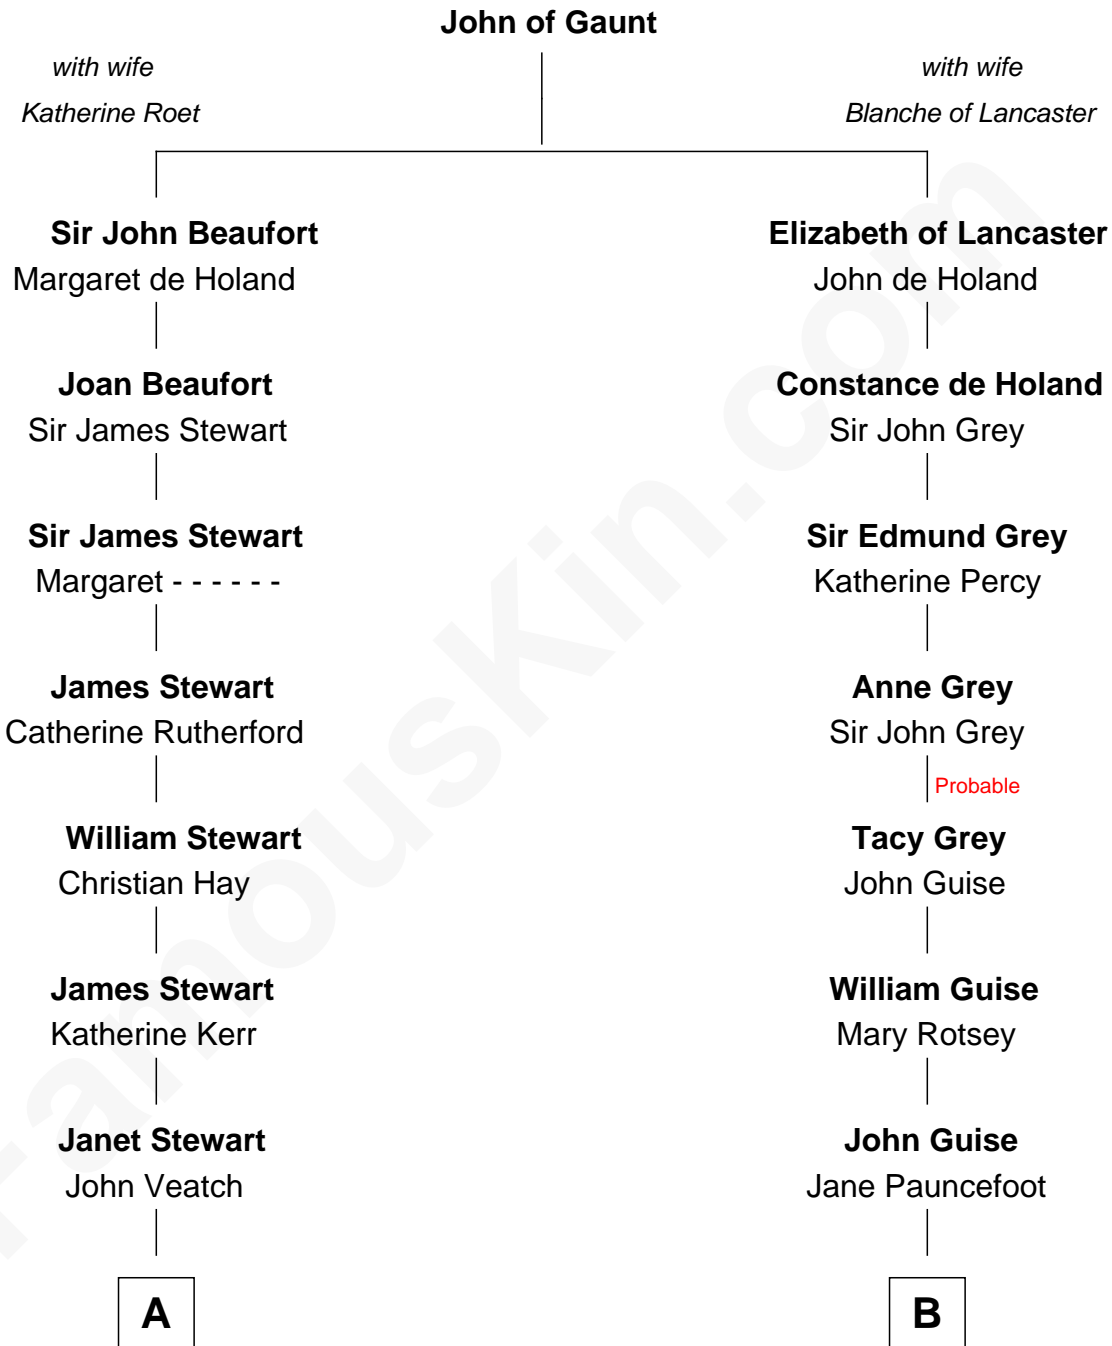 John of Gaunt
with wife
Katherine Roet
with wife
Blanche of Lancaster
Sir John Beaufort
Margaret de Holand
Elizabeth of Lancaster
John de Holand
Joan Beaufort
Sir James Stewart
Constance de Holand
Sir John Grey
Sir James Stewart
Margaret - - - - - -
Sir Edmund Grey
Katherine Percy
James Stewart
Catherine Rutherford
Anne Grey
Sir John Grey
Probable
William Stewart
Christian Hay
Tacy Grey
John Guise
James Stewart
Katherine Kerr
William Guise
Mary Rotsey
Janet Stewart
John Veatch
John Guise
Jane Pauncefoot
A
B
FamousKin.com